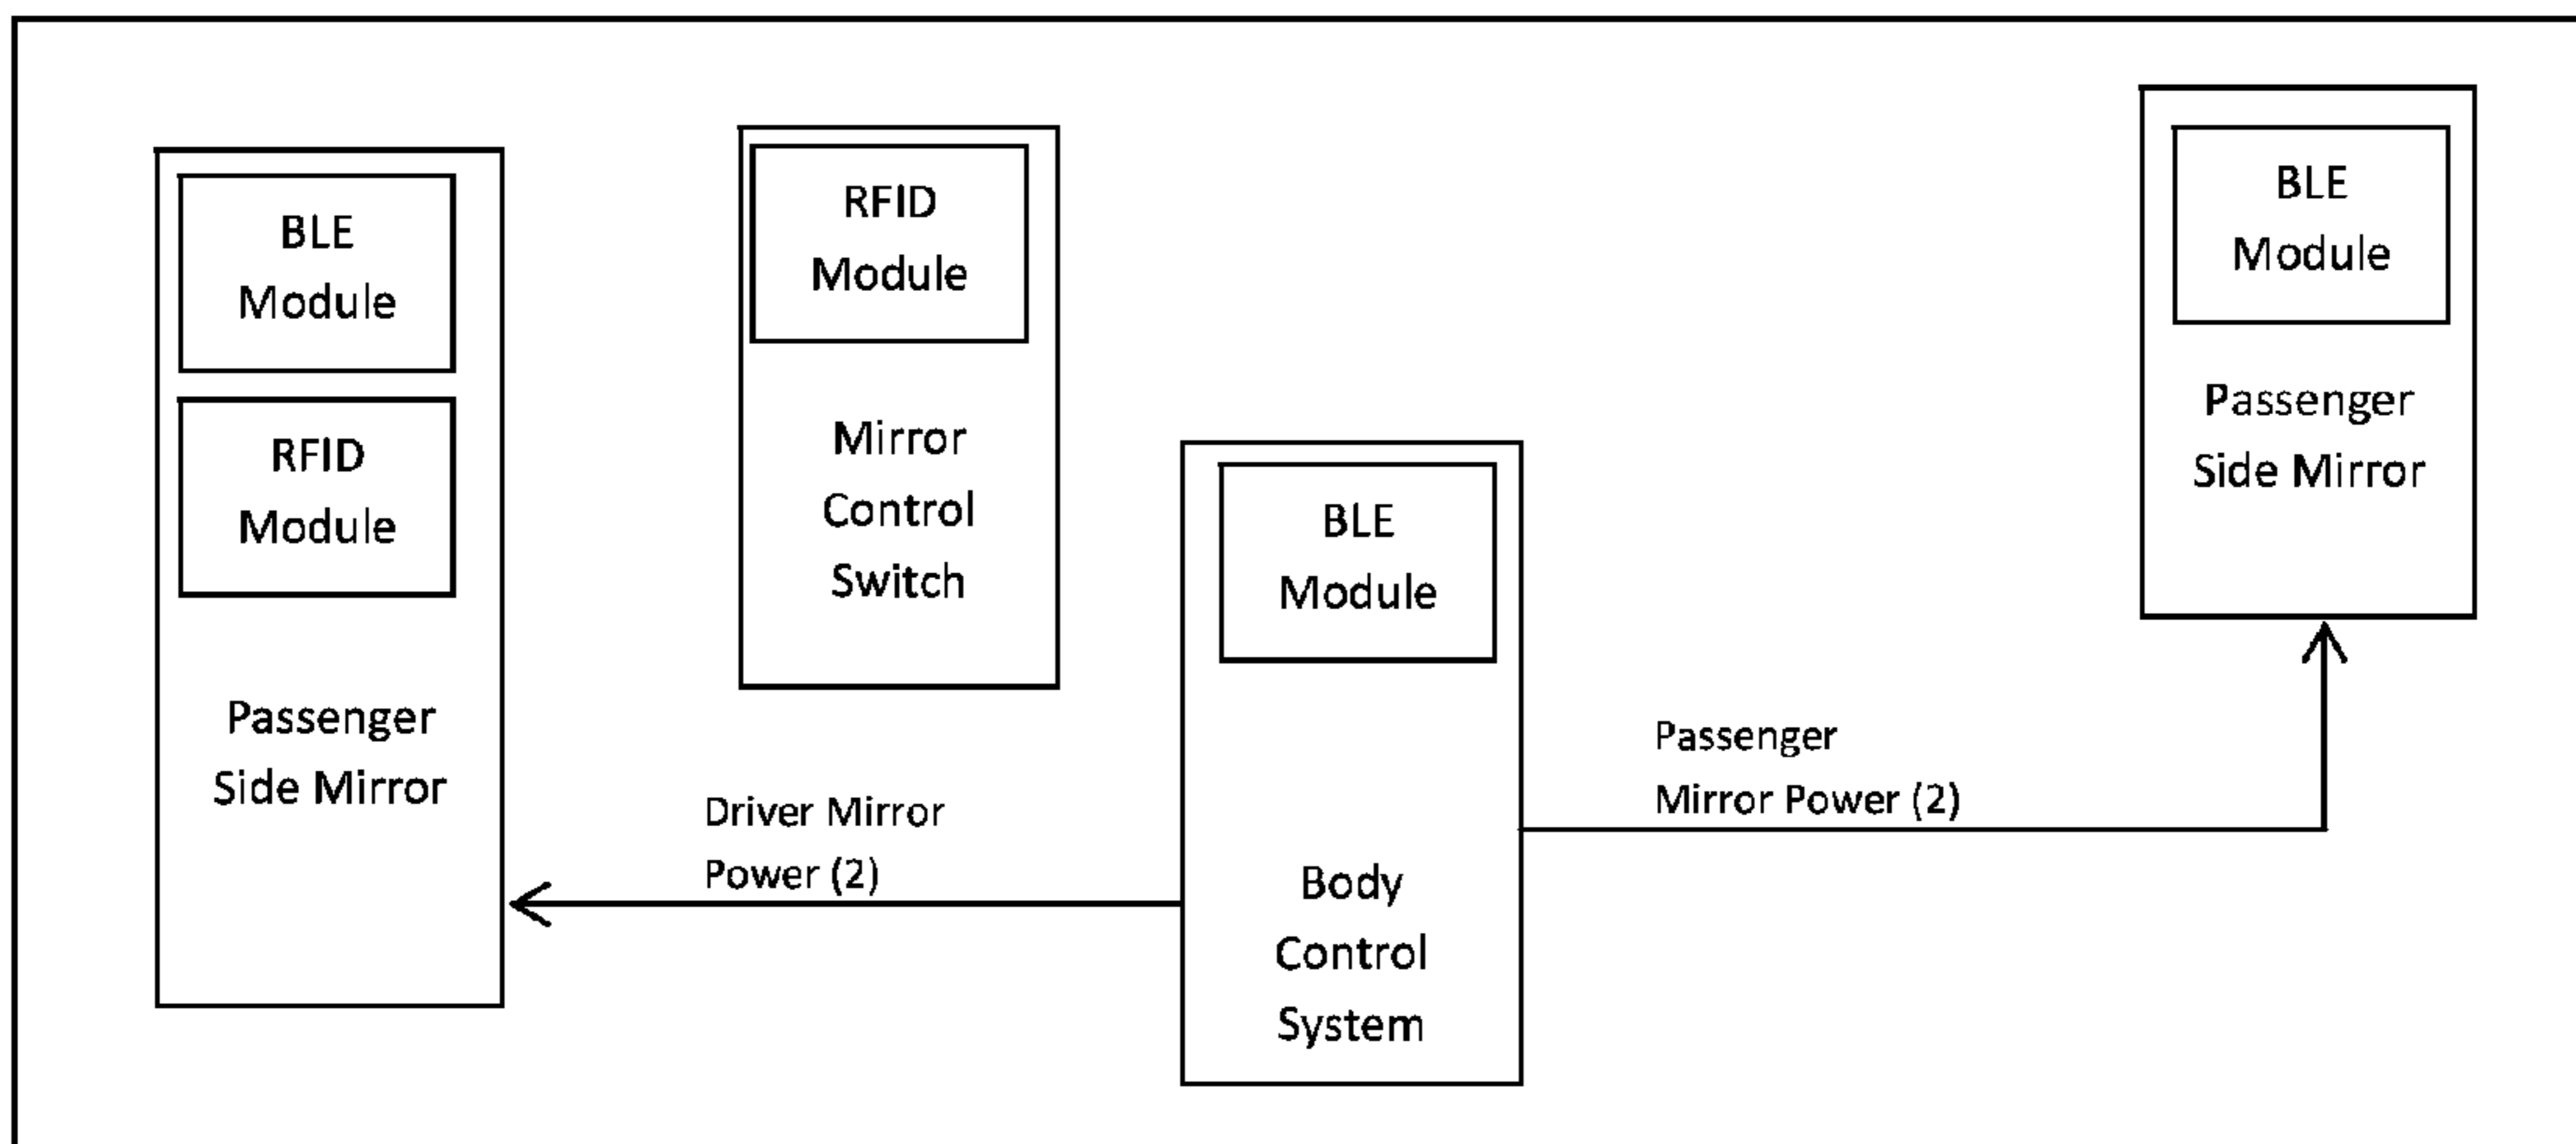 BLE
Module
RFID
Module
Passenger
Side Mirror
RFID
Module
Mirror
Control
Switch
Driver Mirror
Power (2)
BLE
Module
Body
Control
System
Passenger
Mirror Power (2)
BLE
Module
Passenger
Side Mirror